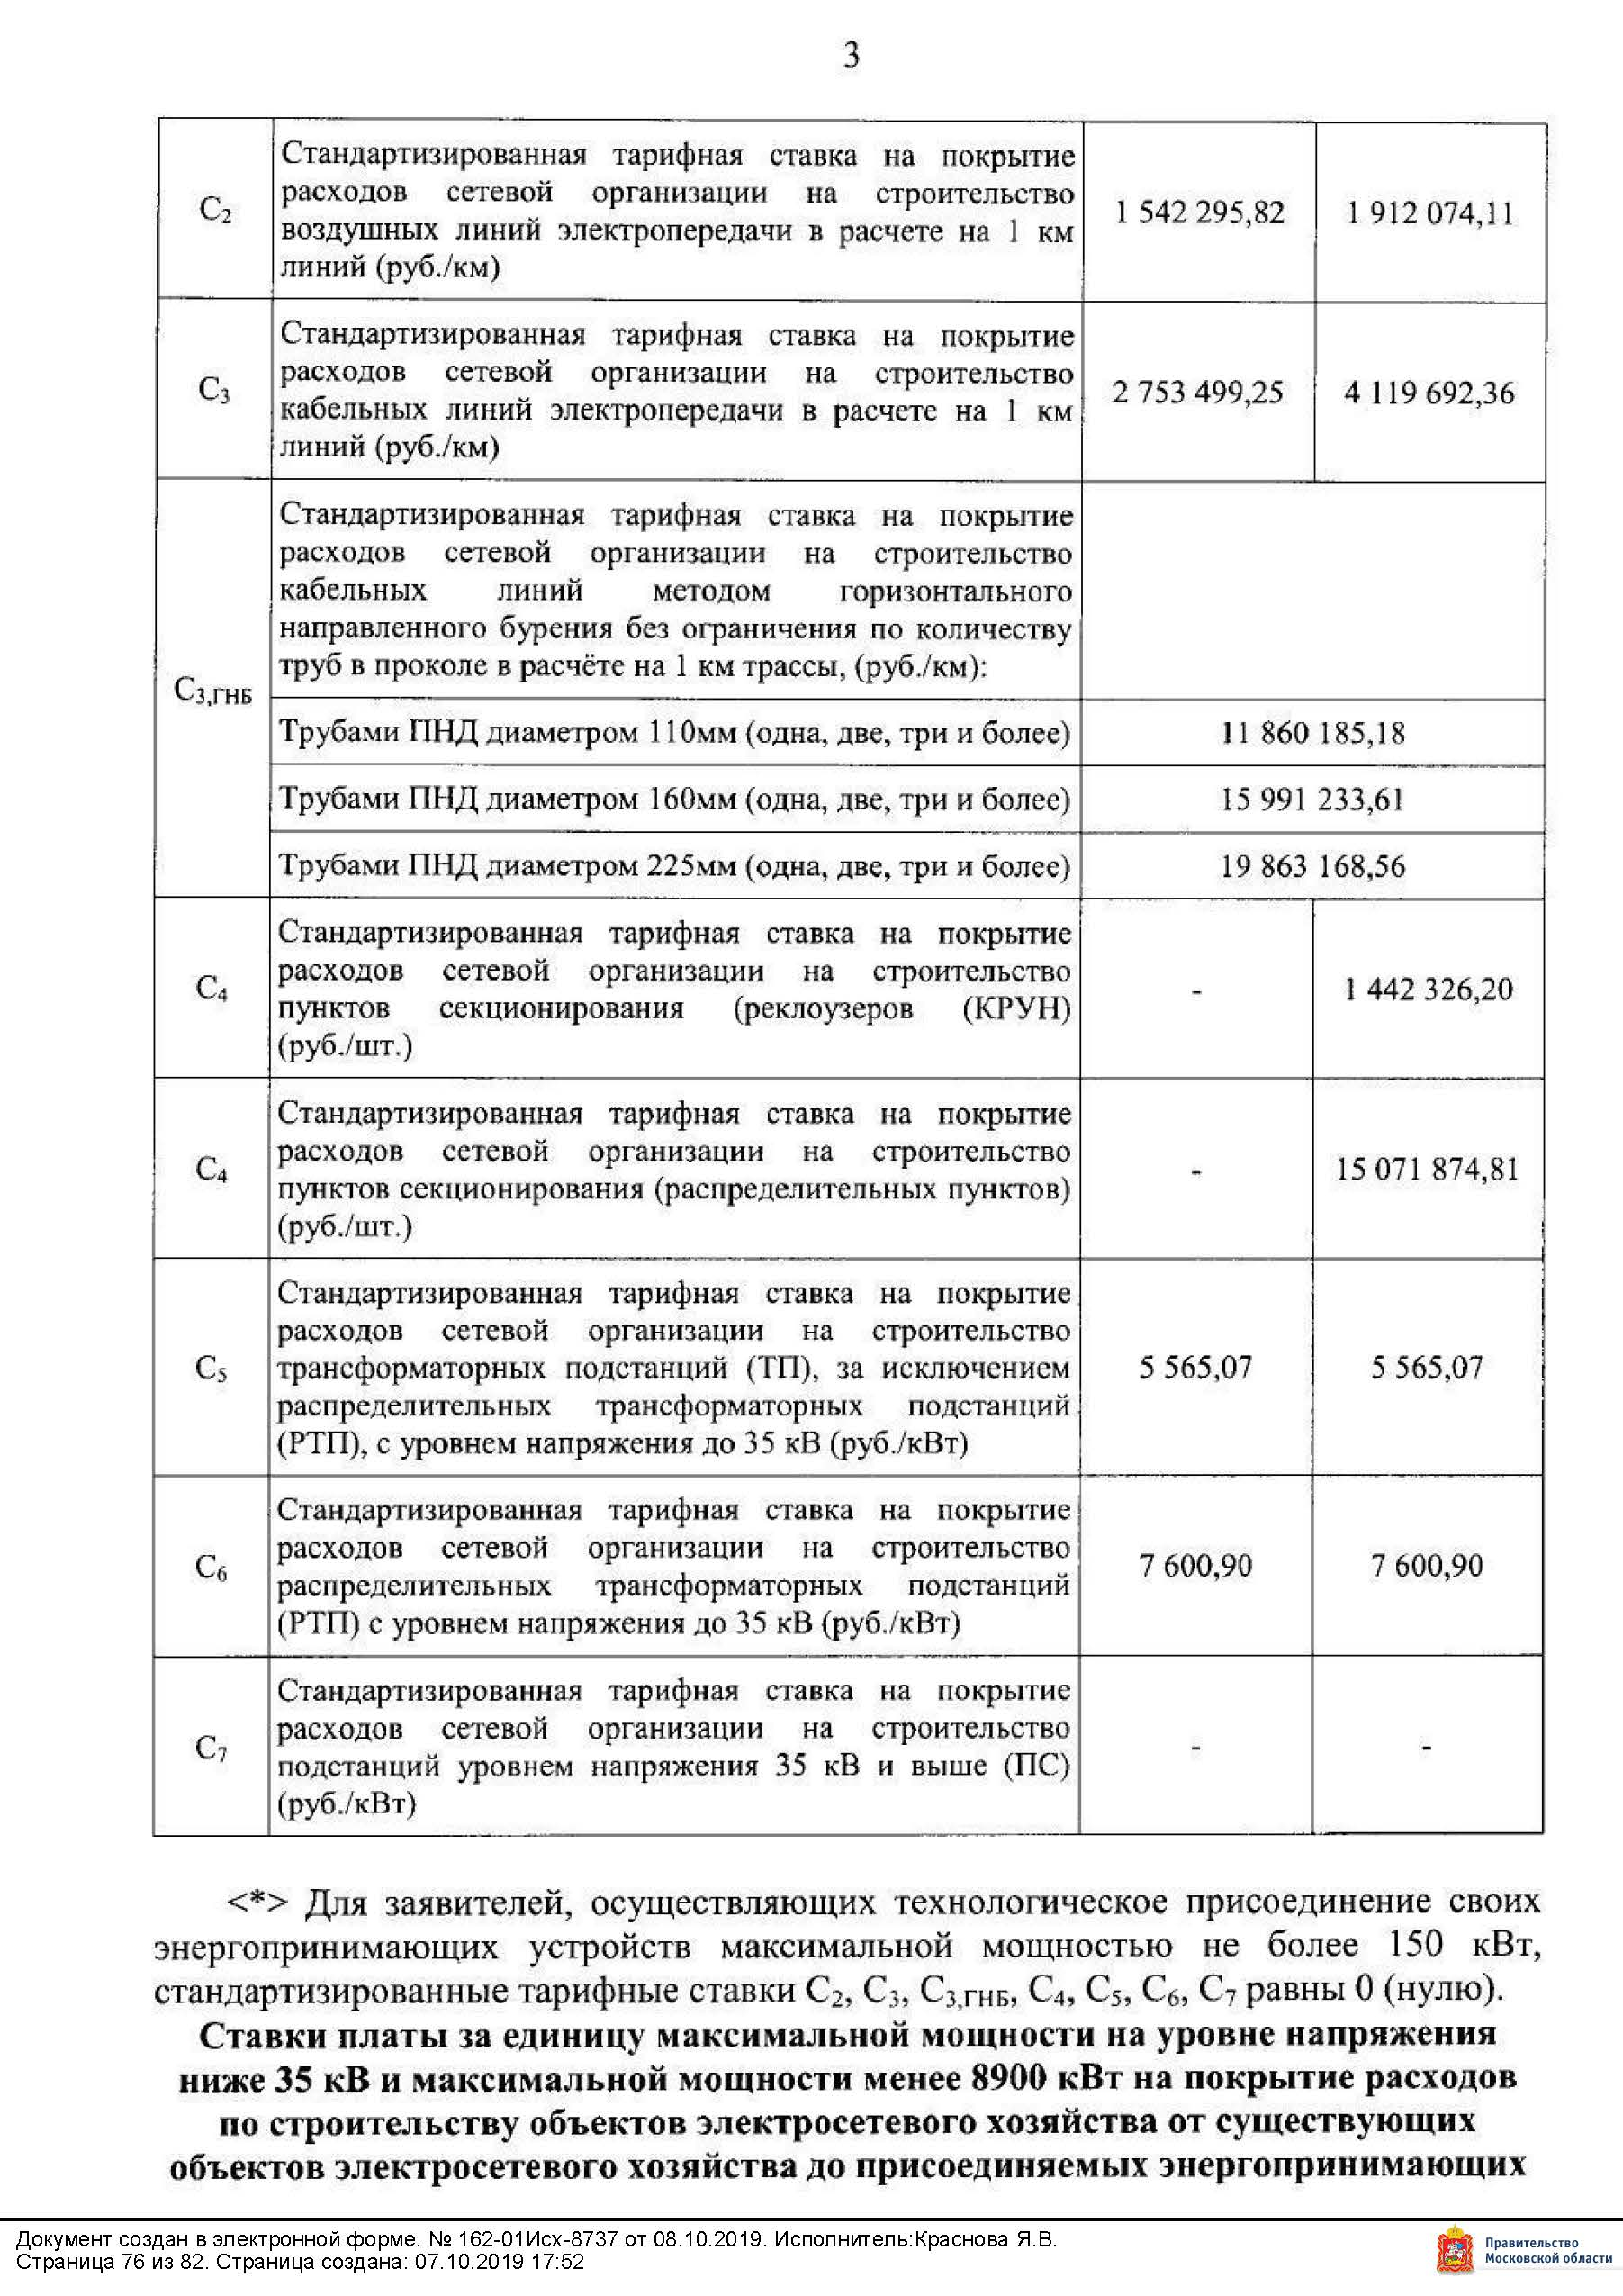 3
С2
Стандартизированная тарифная ставка на покрытие
расходов сетевой организации на строительство
воздушных линий электропередачи в расчете на 1 км
линий (руб./км)
1 542 295,82
1 912 074,11
С3
Стандартизированная тарифная ставка на покрытие
расходов сетевой организации на строительство
кабельных линий электропередачи в расчете на 1 км
линий (руб./км)
2 753 499,25
4 119 692,36
С3,ГНБ
Стандартизированная тарифная ставка на покрытие
расходов сетевой организации на строительство
кабельных линий методом горизонтального
направленного бурения без ограничения по количеству
труб в проколе в расчёте на 1 км трассы, (руб./км):
Трубами ПНД диаметром 110мм (одна, две, три и более)
11 860 185,18
Трубами ПНД диаметром 160мм (одна, две, три и более)
15 991 233,61
Трубами ПНД диаметром 225мм (одна, две, три и более)
19 863 168,56
С4
Стандартизированная тарифная ставка на покрытие
расходов сетевой организации на строительство
пунктов секционирования (реклоузеров (КРУН)
(руб./шт.)
-
1 442 326,20
С4
Стандартизированная тарифная ставка на покрытие
расходов сетевой организации на строительство
пунктов секционирования (распределительных пунктов)
(руб./шт.)
-
15 071 874,81
С5
Стандартизированная тарифная ставка на покрытие
расходов сетевой организации на строительство
трансформаторных подстанций (ТП), за исключением
распределительных трансформаторных подстанций
(РТП), с уровнем напряжения до 35 кВ (руб./кВт)
5 565,07
5 565,07
С6
Стандартизированная тарифная ставка на покрытие
расходов сетевой организации на строительство
распределительных трансформаторных подстанций
(РТП) с уровнем напряжения до 35 кВ (руб./кВт)
7 600,90
7 600,90
С7
Стандартизированная тарифная ставка на покрытие
расходов сетевой организации на строительство
подстанций уровнем напряжения 35 кВ и выше (ПС)
(руб./кВт)
-
-
<*> Для заявителей, осуществляющих технологическое присоединение своих
энергопринимающих устройств максимальной мощностью не более 150 кВт,
стандартизированные тарифные ставки С2, С3, С3,ГНБ, С4, С5, С6, С7 равны 0 (нулю).
Ставки платы за единицу максимальной мощности на уровне напряжения
ниже 35 кВ и максимальной мощности менее 8900 кВт на покрытие расходов
по строительству объектов электросетевого хозяйства от существующих
объектов электросетевого хозяйства до присоединяемых энергопринимающих
Документ создан в электронной форме. № 162-01Исх-8737 от 08.10.2019. Исполнитель:Краснова Я.В.
Страница 76 из 82. Страница создана: 07.10.2019 17:52
Правительство
Московской области